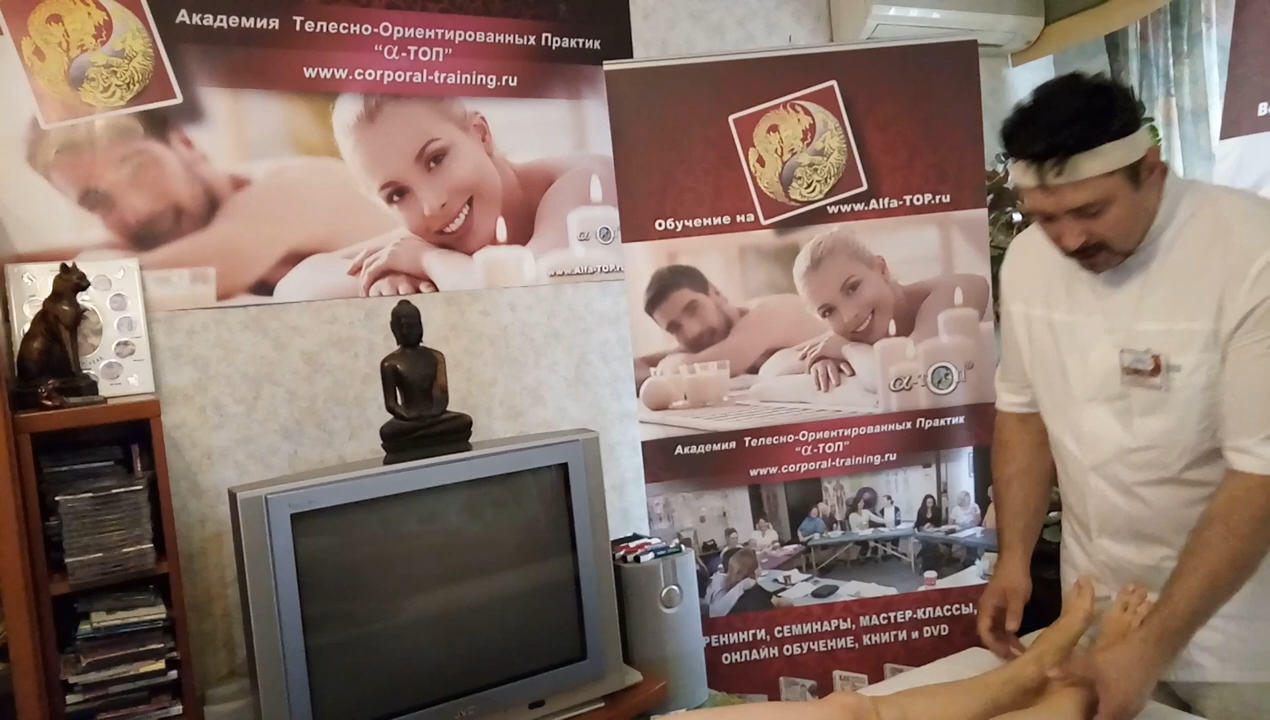 Академия Телесно-Ориентированных Практик
"α-ТОП"
www.corporal-training.ru
www.Alfa-TOP.ru
Обучение на
www.Alfa-TOP.ru
α-тОп®
Академия Телесно-Ориентированных Практик
"α-ТОП"
www.corporal-training.ru
РЕНИНГИ, СЕМИНАРЫ, МАСТЕР-КЛАССЫ,
ОНЛАЙН ОБУЧЕНИЕ, КНИГИ и DVD
JVC